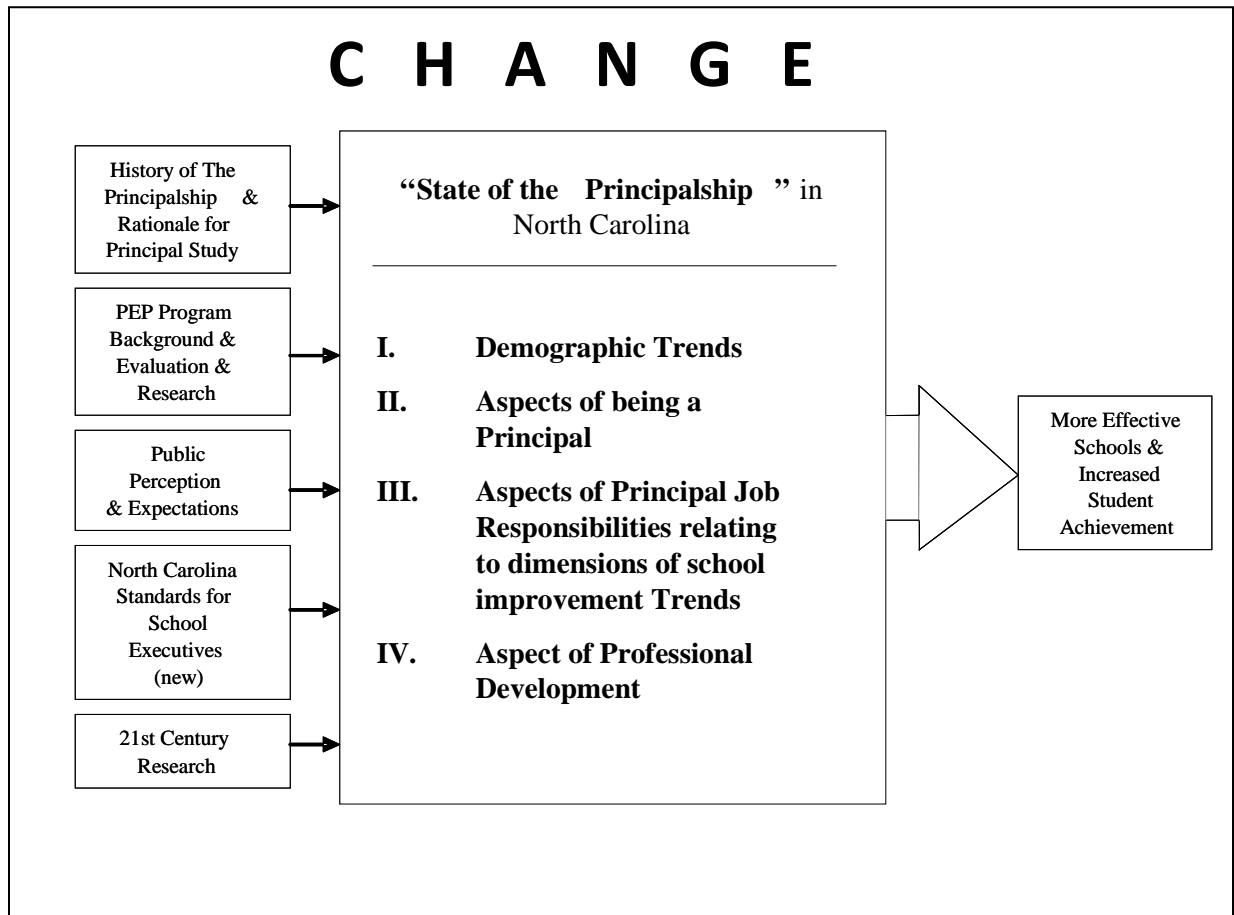 C H A N G E
History of The
Principalship &
Rationale for
Principal Study
PEP Program
Background &
Evaluation &
Research
Public
Perception
& Expectations
North Carolina
Standards for
School
Executives
(new)
21st Century
Research
“State of the Principalship ” in
North Carolina
I. Demographic Trends
II. Aspects of being a
Principal
III. Aspects of Principal Job
Responsibilities relating
to dimensions of school
improvement Trends
IV. Aspect of Professional
Development
More Effective
Schools &
Increased
Student
Achievement